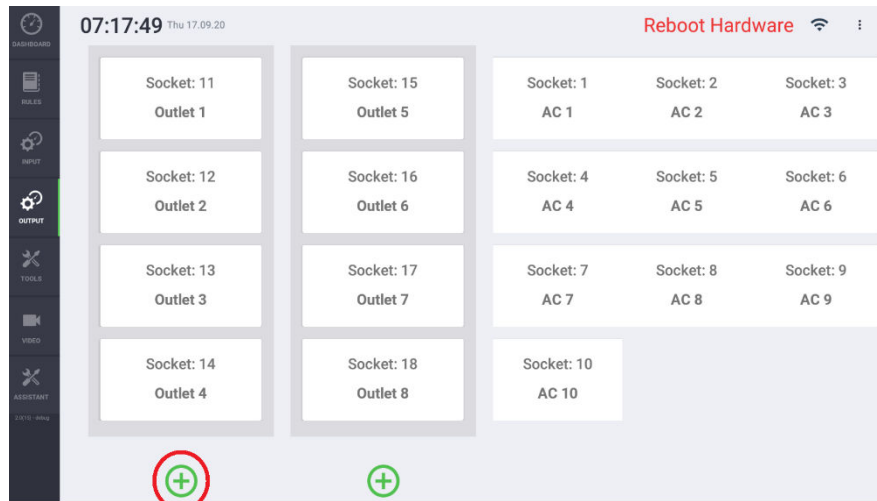 07:17:49 Thu 17.09.20
Reboot Hardware
DASHBOARD
RULES
INPUT
OUTPUT
TOOLS
VIDEO
ASSISTANT
Socket: 11
Outlet 1
Socket: 12
Outlet 2
Socket: 13
Outlet 3
Socket: 14
Outlet 4
Socket: 15
Outlet 5
Socket: 16
Outlet 6
Socket: 17
Outlet 7
Socket: 18
Outlet 8
Socket: 1
AC 1
Socket: 2
AC 2
Socket: 3
AC 3
Socket: 4
AC 4
Socket: 5
AC 5
Socket: 6
AC 6
Socket: 7
AC 7
Socket: 8
AC 8
Socket: 9
AC 9
Socket: 10
AC 10